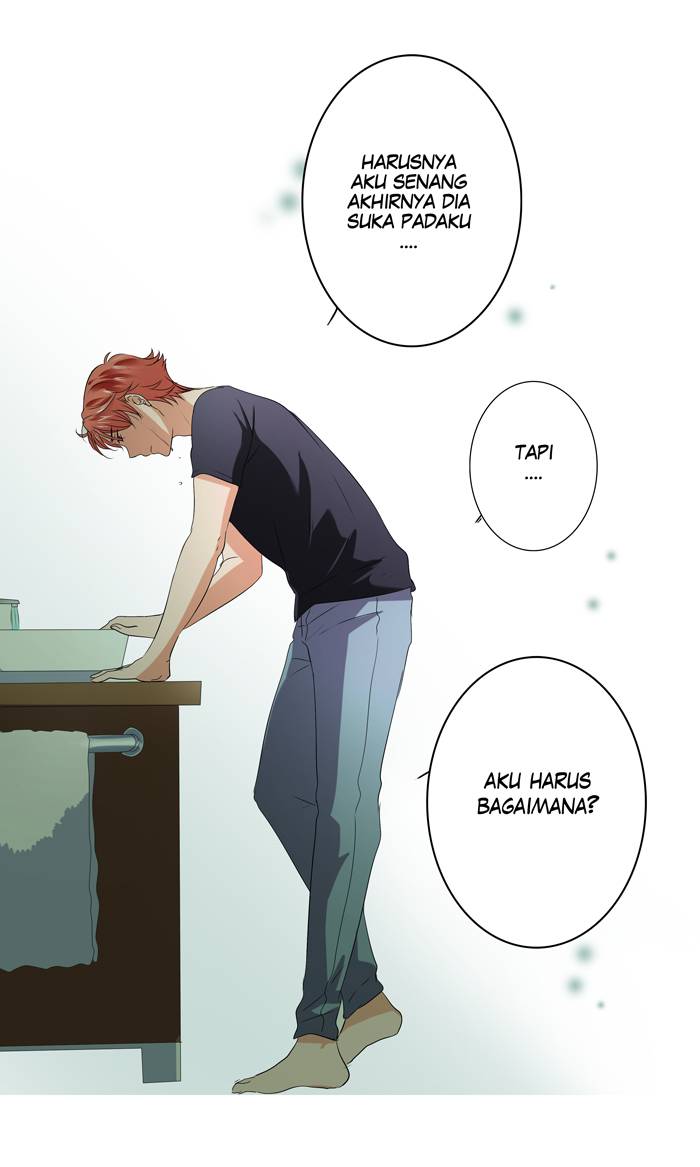 HARUSNYA
AKU SENANG
AKHIRNYA DIA
SUKA PADAKU
....
TAPI
....
AKU HARUS
BAGAIMANA?